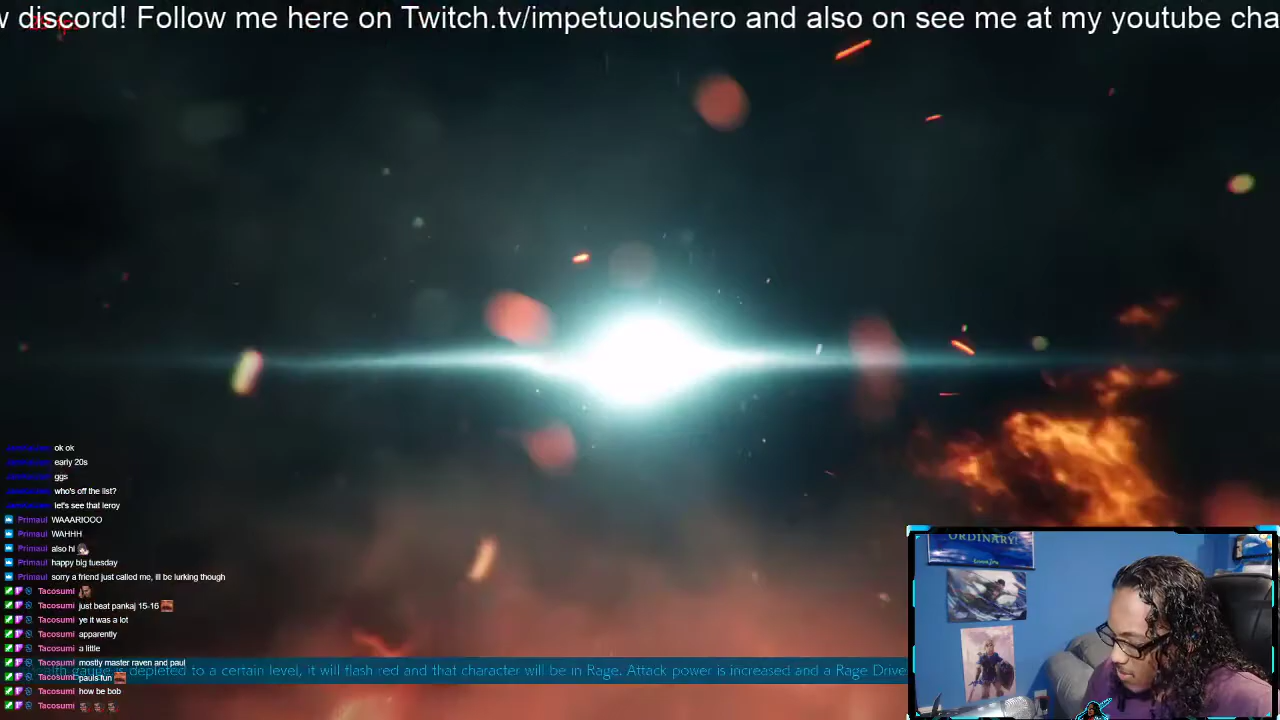 w discord! Follow me here on Twitch.tv/impetuoushero and also on see me at my youtube cha
ok ok
early 20s
ggs
who's off the list?
let's see that leroy
Primaul WAAARIOOO
Primaul WAHHH
Primaul also hi
Primaul happy big tuesday
Primaul sorry a friend just called me, ill be lurking though
Tacosumi
Tacosumi just beat pankaj 15-16
Tacosumi ye it was a lot
Tacosumi apparently
Tacosumi a little
Tacosumi mostly master raven and paul
gauge is depleted to a certain level, it will flash red and that character will be in Rage. Attack power is increased and a Rage Drive
Tacosumi pauls fun
Tacosumi how be bob
Tacosumi
ORDINARY!